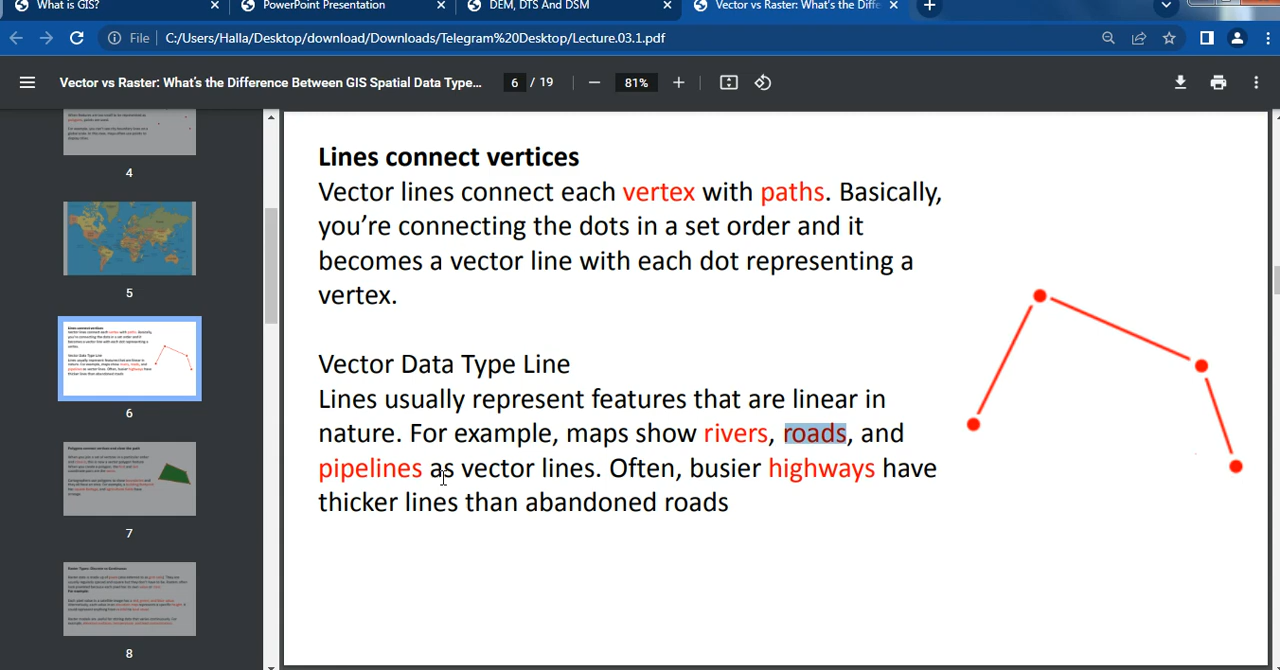 What is GIS?
PowerPoint Presentation
DEM, DTS And DSM
Vector vs Raster: What's the Diffe
File
C:/Users/Halla/Desktop/download/Downloads/Telegram%20Desktop/Lecture.03.1.pdf
Vector vs Raster: What's the Difference Between GIS Spatial Data Type...
6 / 19
81%
4
5
6
7
8
Lines connect vertices
Vector lines connect each vertex with paths. Basically,
you're connecting the dots in a set order and it
becomes a vector line with each dot representing a
vertex.
Vector Data Type Line
Lines usually represent features that are linear in
nature. For example, maps show rivers, roads, and
pipelines as vector lines. Often, busier highways have
thicker lines than abandoned roads